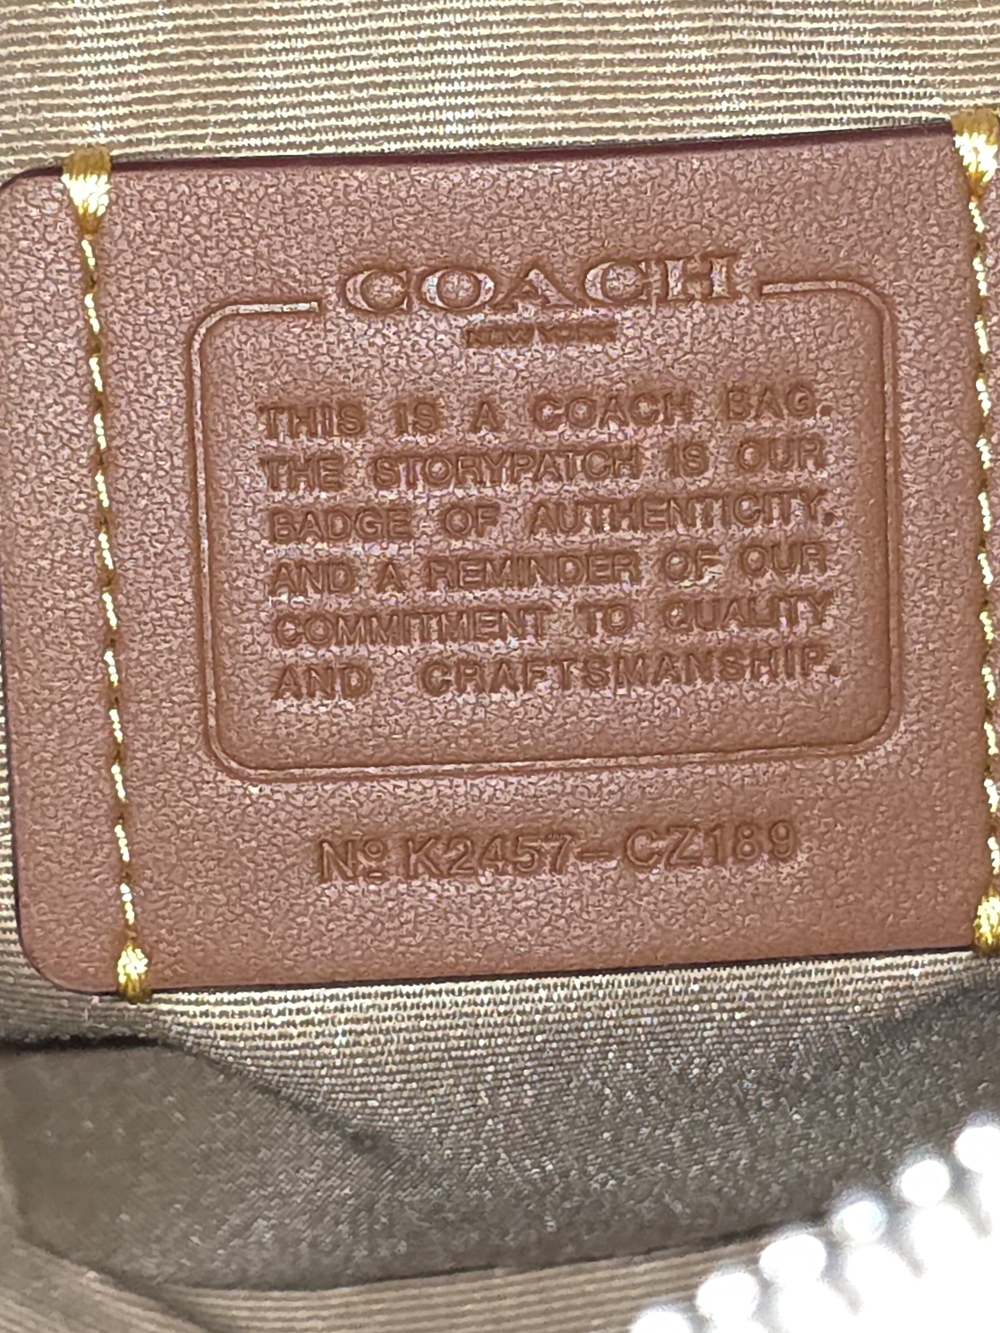 COACH
NEW YORK
THIS IS A COACH BAG.
THE STORYPATCH IS OUR
BADGE OF AUTHENTICITY.
AND A REMINDER OF OUR
COMMITMENT TO QUALITY
AND CRAFTSMANSHIP.
Nº K2457-CZ189